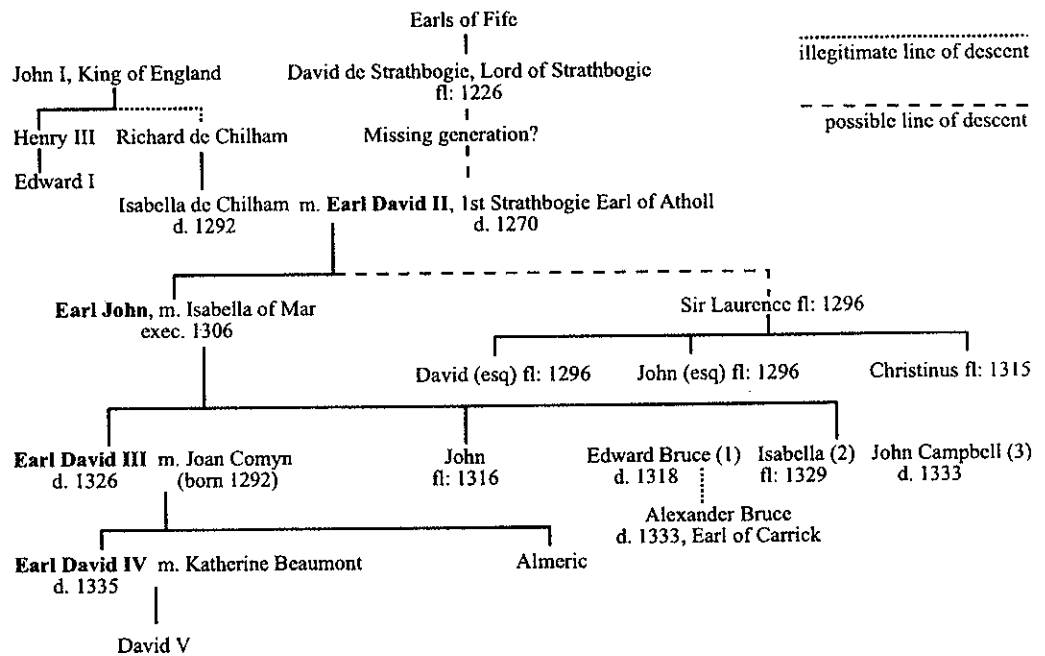 Earls of Fife
illegitimate line of descent
John I, King of England
David de Strathbogie, Lord of Strathbogie
fl: 1226
possible line of descent
Henry III
Richard de Chilham
Missing generation?
Edward I
Isabella de Chilham m. Earl David II, 1st Strathbogie Earl of Atholl
d. 1292
d. 1270
Earl John, m. Isabella of Mar
exec. 1306
Sir Laurence fl: 1296
David (esq) fl: 1296
John (esq) fl: 1296
Christinus fl: 1315
Earl David III m. Joan Comyn
d. 1326
(born 1292)
John
fl: 1316
Edward Bruce (1)
d. 1318
Isabella (2)
fl: 1329
John Campbell (3)
d. 1333
Alexander Bruce
d. 1333, Earl of Carrick
Earl David IV m. Katherine Beaumont
d. 1335
Almeric
David V